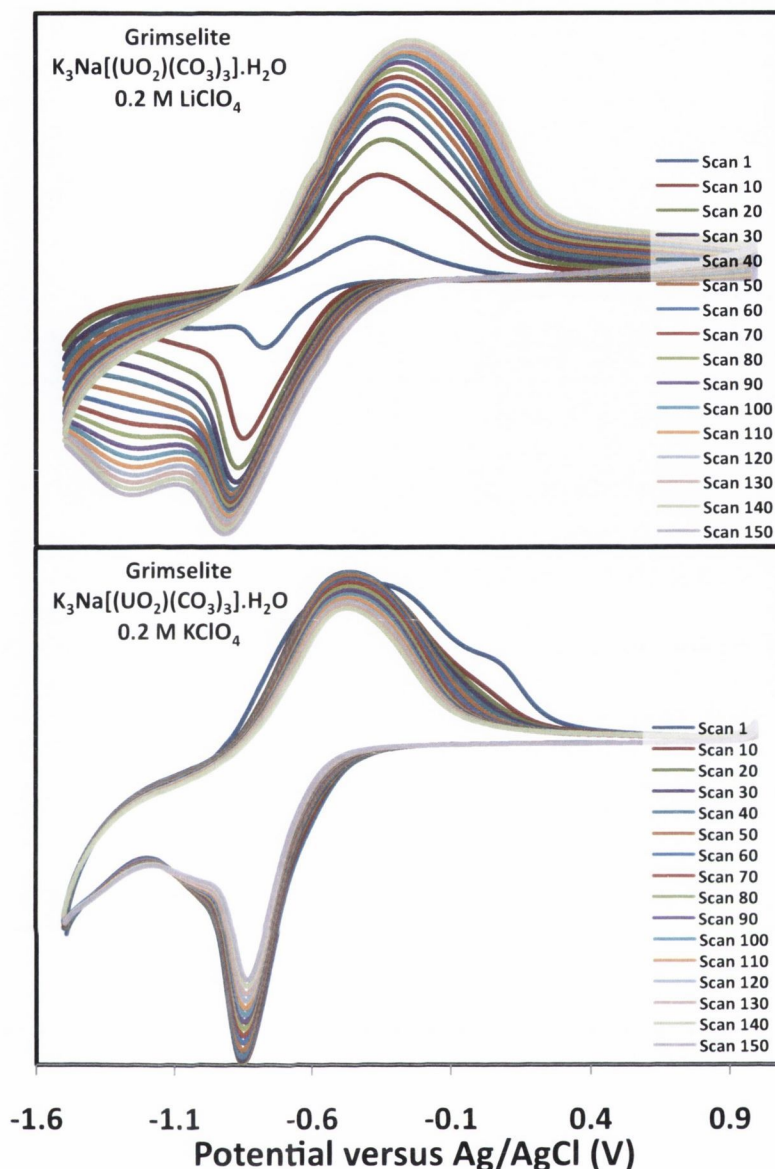 Grimselite
K₃Na[(UO₂)(CO₃)₃].H₂O
0.2 M LiClO₄
Scan 1
Scan 10
Scan 20
Scan 30
Scan 40
Scan 50
Scan 60
Scan 70
Scan 80
Scan 90
Scan 100
Scan 110
Scan 120
Scan 130
Scan 140
Scan 150
Grimselite
K₃Na[(UO₂)(CO₃)₃].H₂O
0.2 M KClO₄
Scan 1
Scan 10
Scan 20
Scan 30
Scan 40
Scan 50
Scan 60
Scan 70
Scan 80
Scan 90
Scan 100
Scan 110
Scan 120
Scan 130
Scan 140
Scan 150
-1.6 -1.1 -0.6 -0.1 0.4 0.9
Potential versus Ag/AgCl (V)